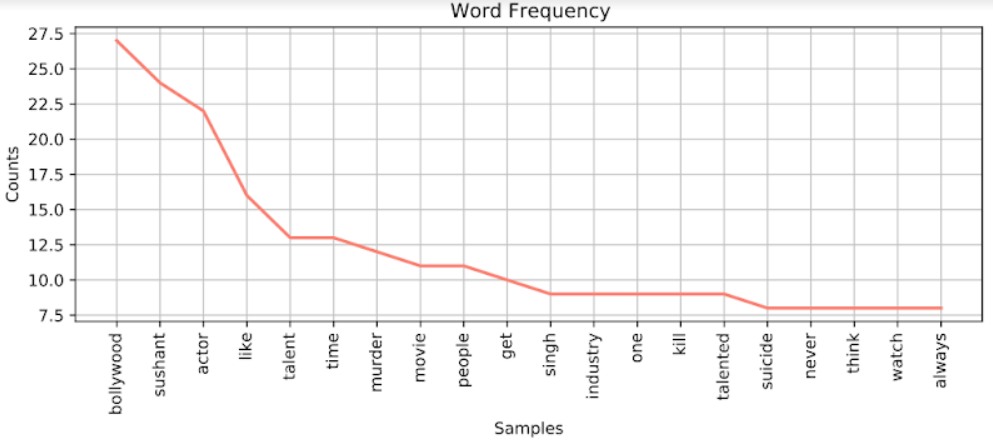 Word Frequency
27.5
25.0
22.5
20.0
17.5
15.0
12.5
10.0
7.5
Counts
bollywood
sushant
actor
like
talent
time
murder
movie
people
get
singh
industry
one
kill
talented
suicide
never
think
watch
always
Samples